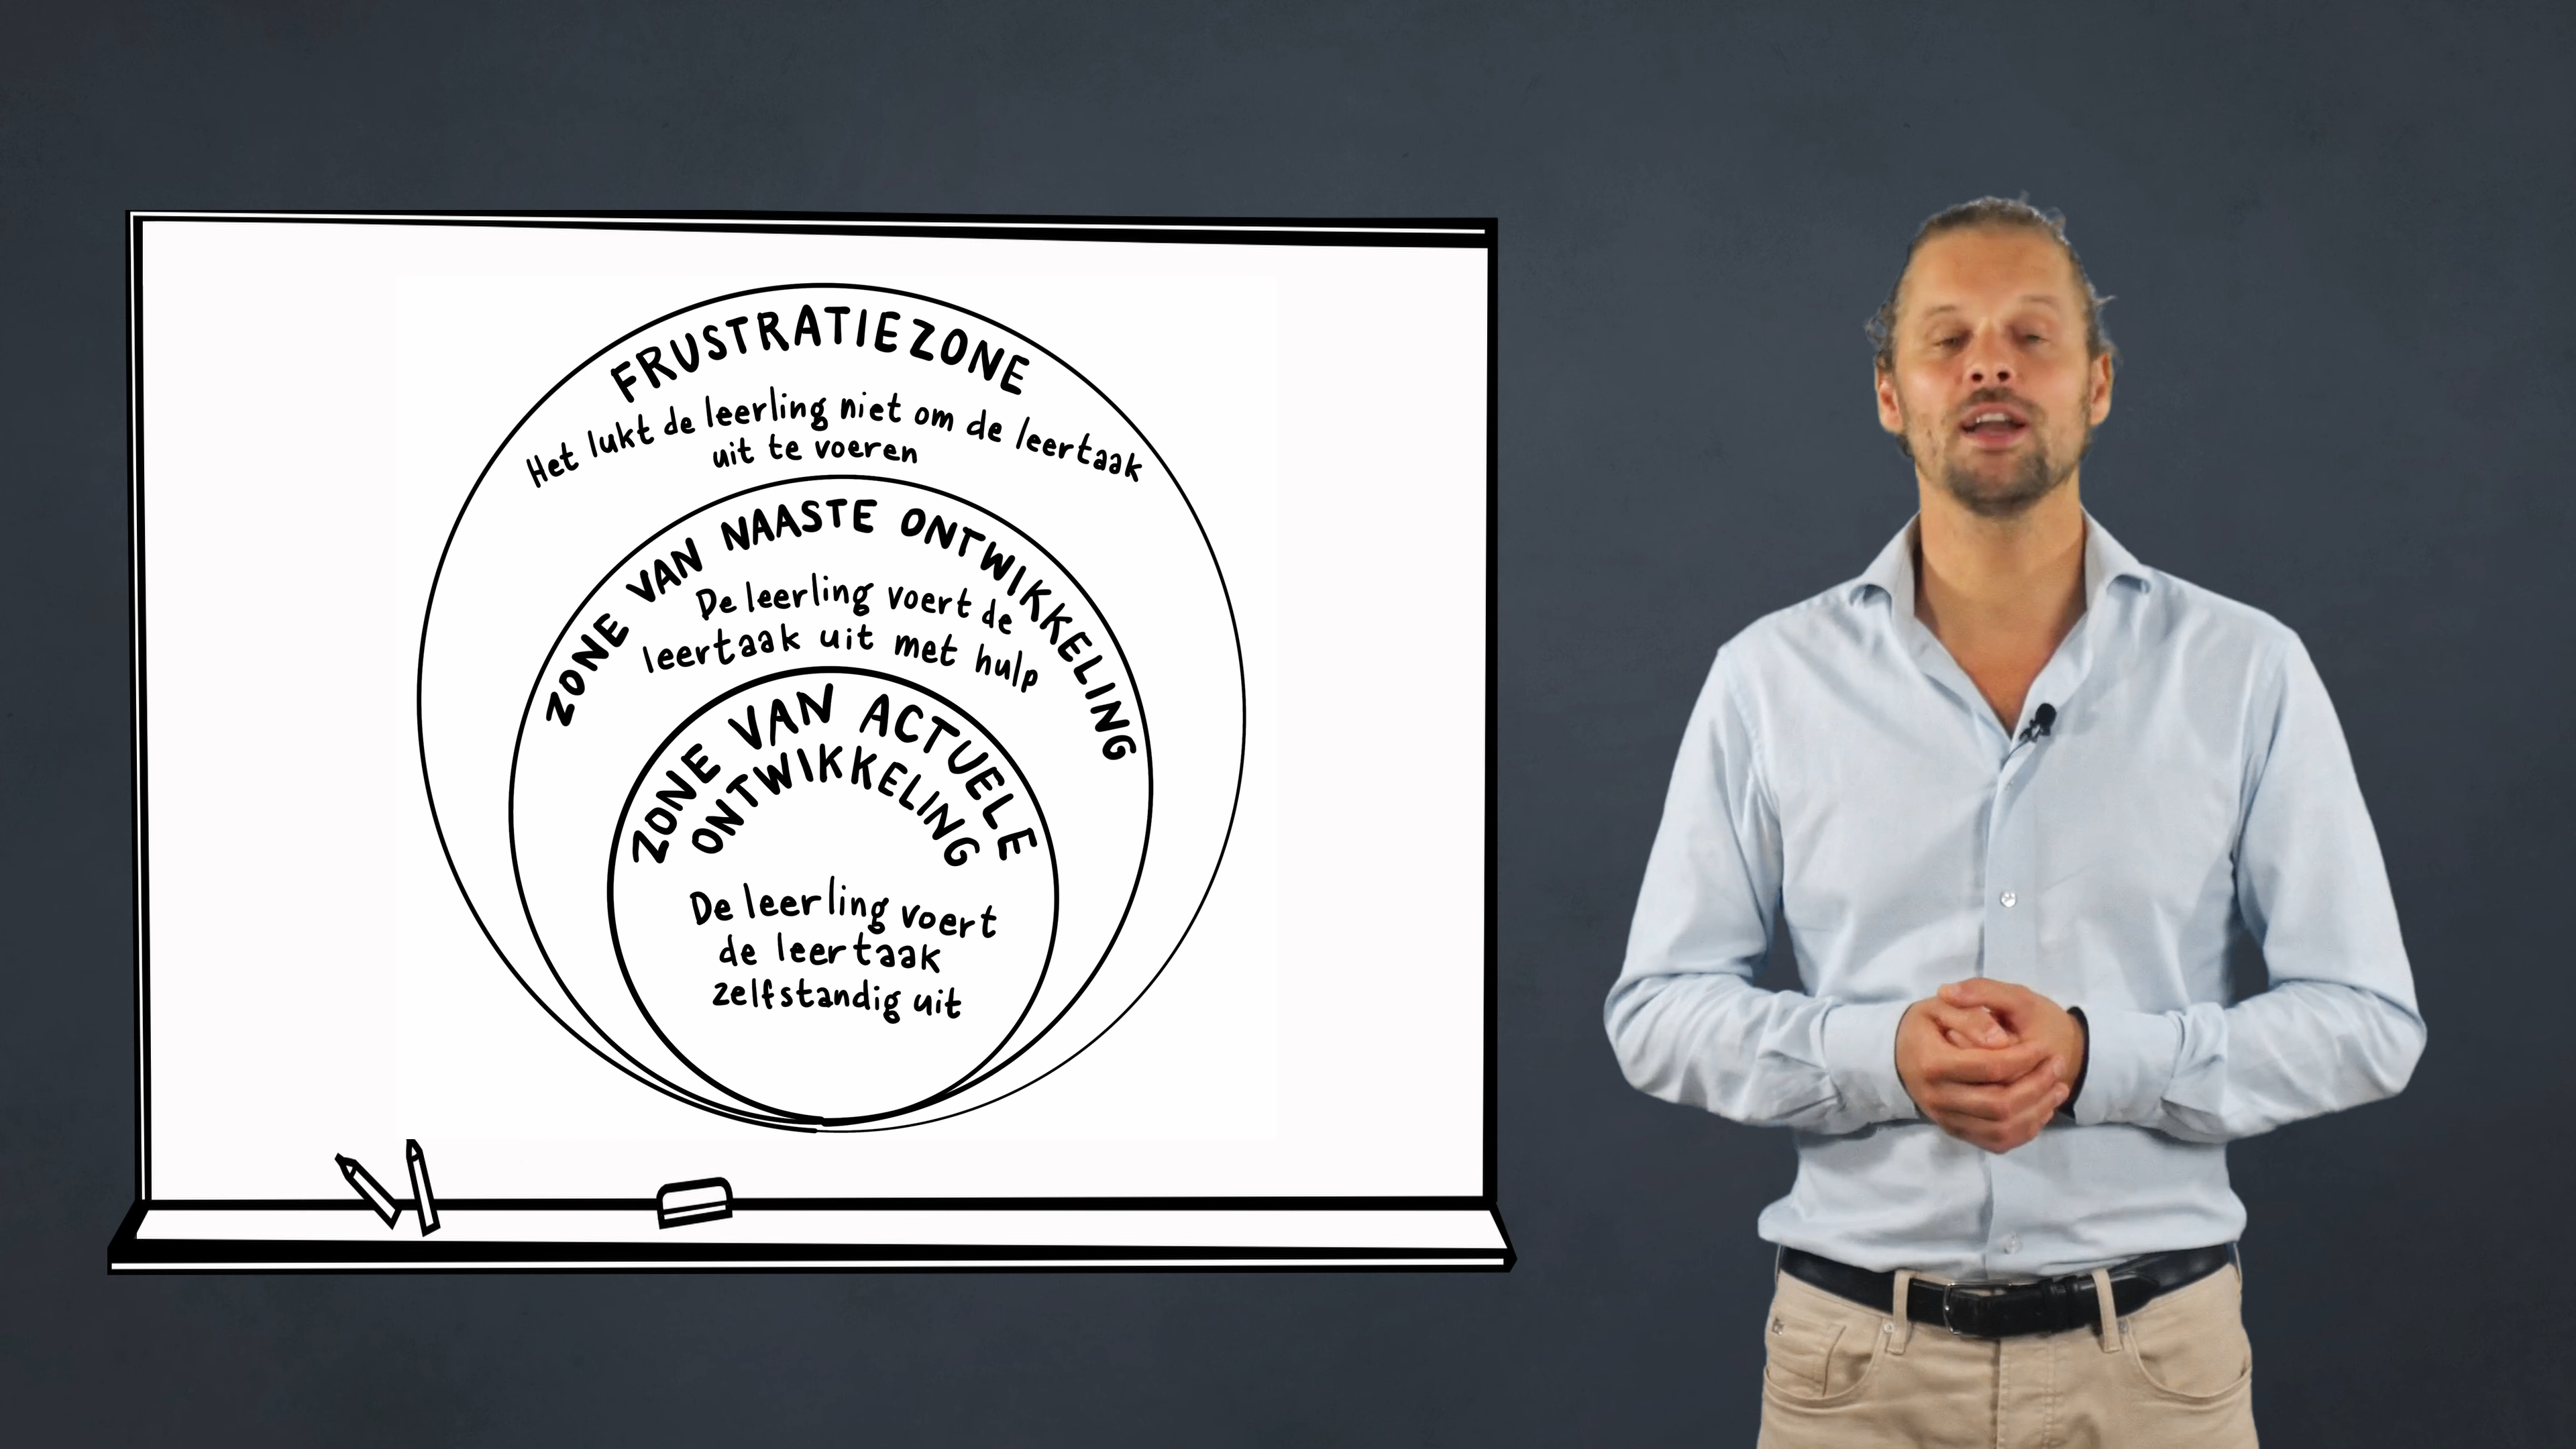 FRUSTRATIEZONE
Het lukt de leerling niet om de leertaak
uit te voeren
ZONE VAN NAASTE ONTWIKKELING
De leerling voert de
leertaak uit met hulp
ZONE VAN ACTUELE
ONTWIKKELING
De leerling voert
de leertaak
zelfstandig uit